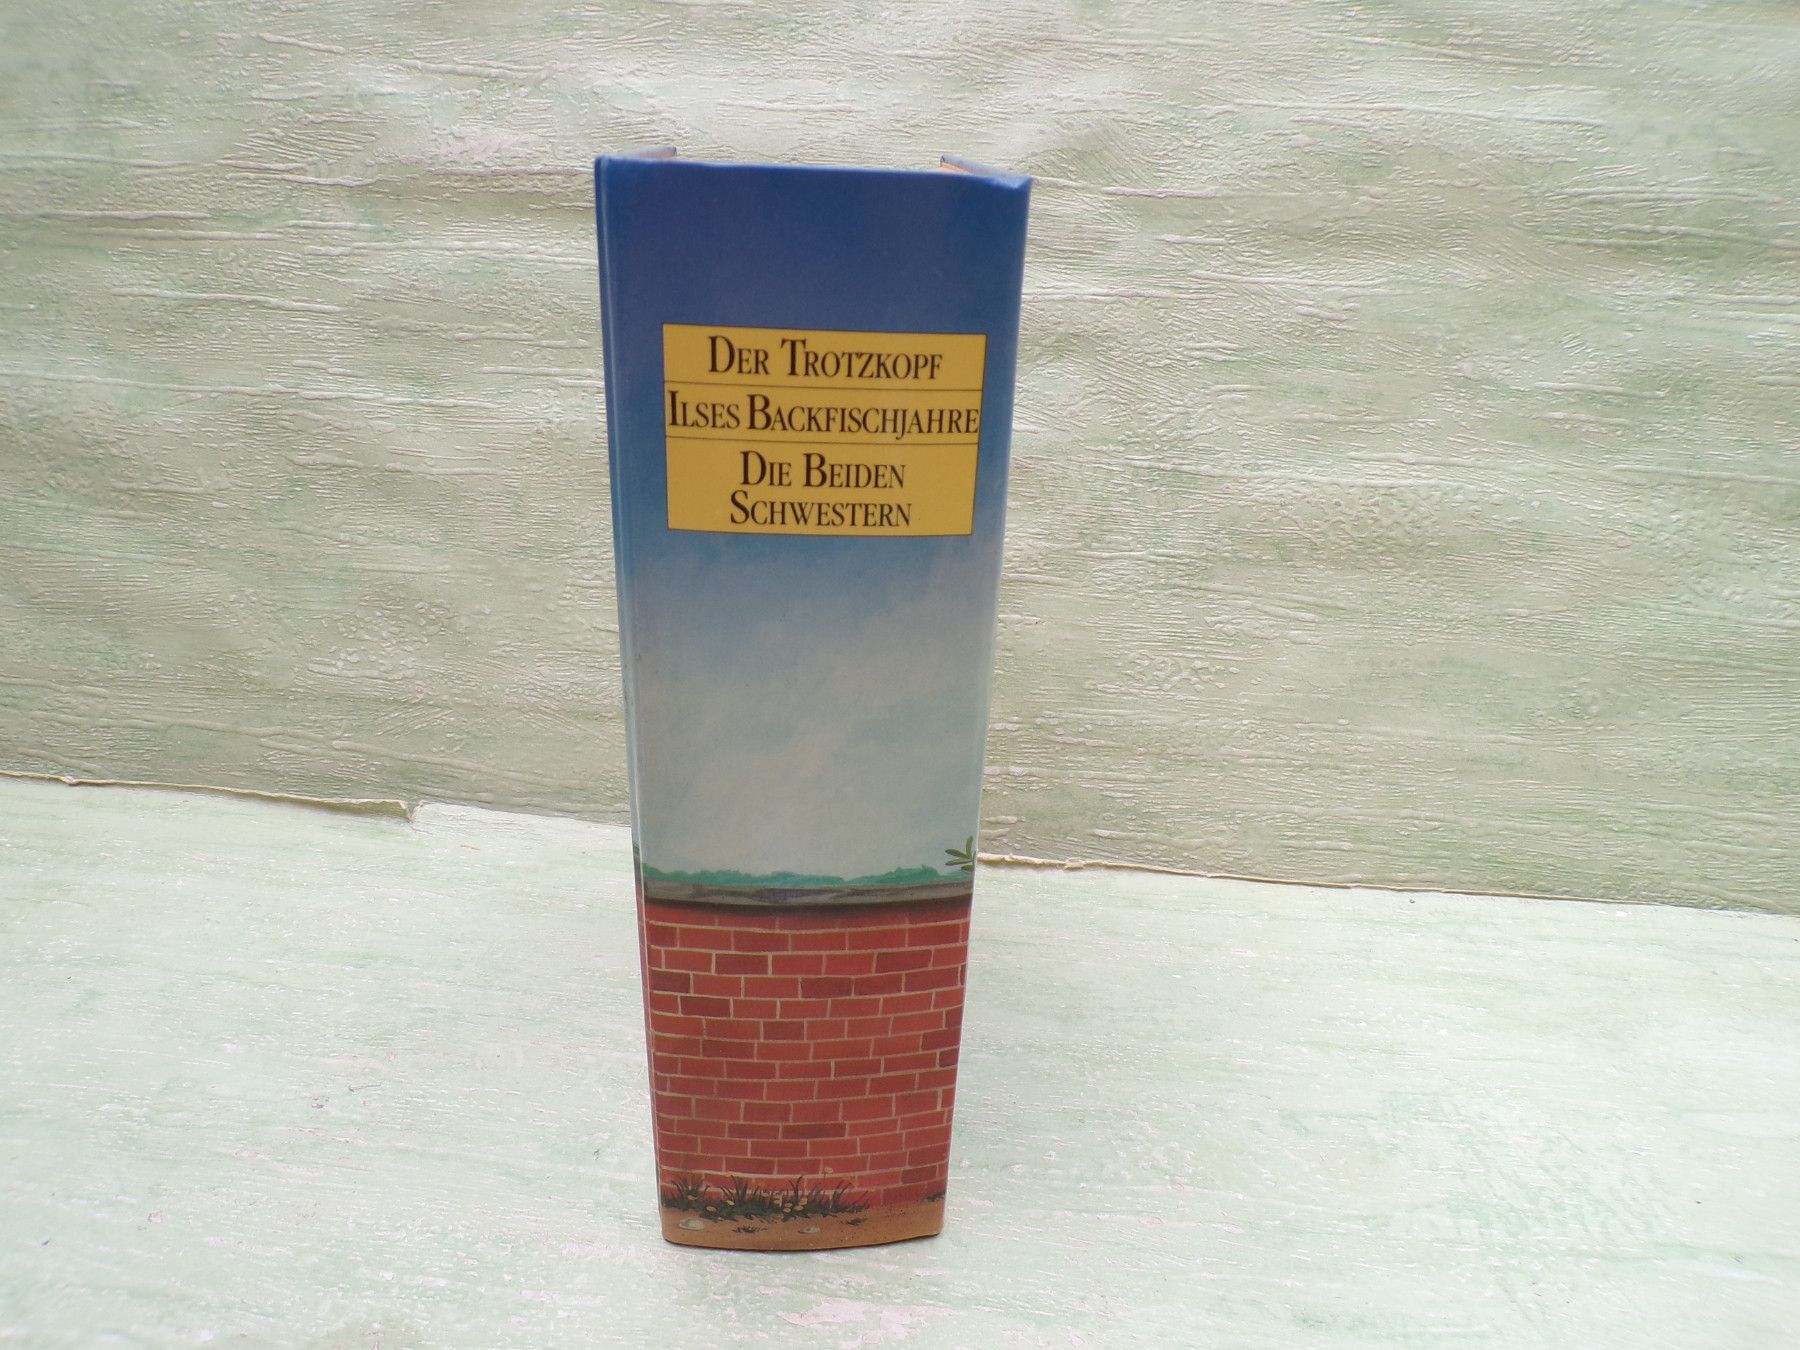 DER TROTZKOPF
ILSES BACKFISCHJAHRE
DIE BEIDEN
SCHWESTERN